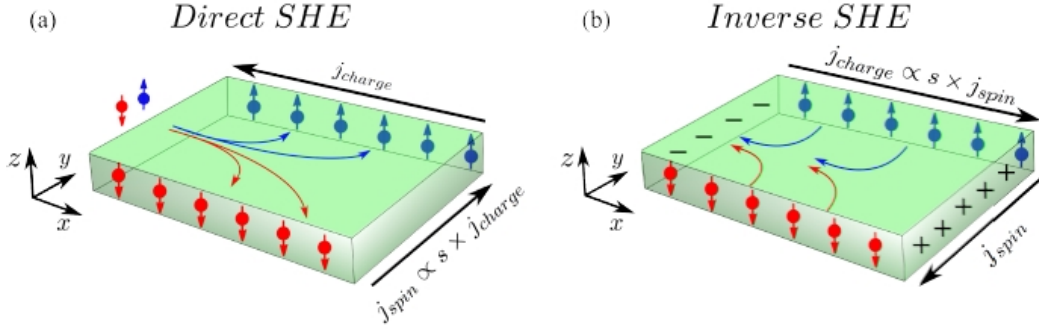 (a) Direct SHE
j_charge
z y
x
j_spin ∝ s × j_charge
(b) Inverse SHE
j_charge ∝ s × j_spin
− − − −
z y
x
+ + + + + +
j_spin